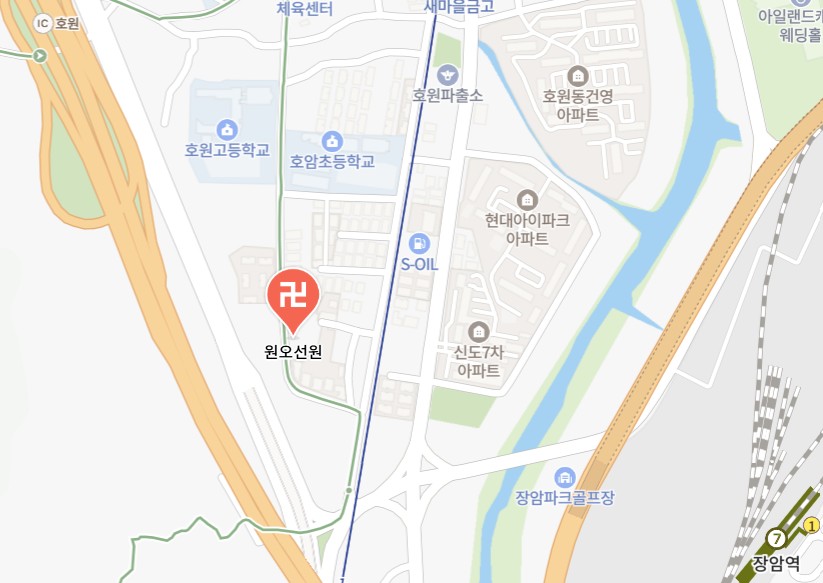 체육센터
새마을금고
아일랜드캐
웨딩홀
IC 호원
호원파출소
호원동건영
아파트
호원고등학교
호암초등학교
현대아이파크
아파트
S-OIL
卍
원오선원
신도7차
아파트
장암파크골프장
1
7
장암역